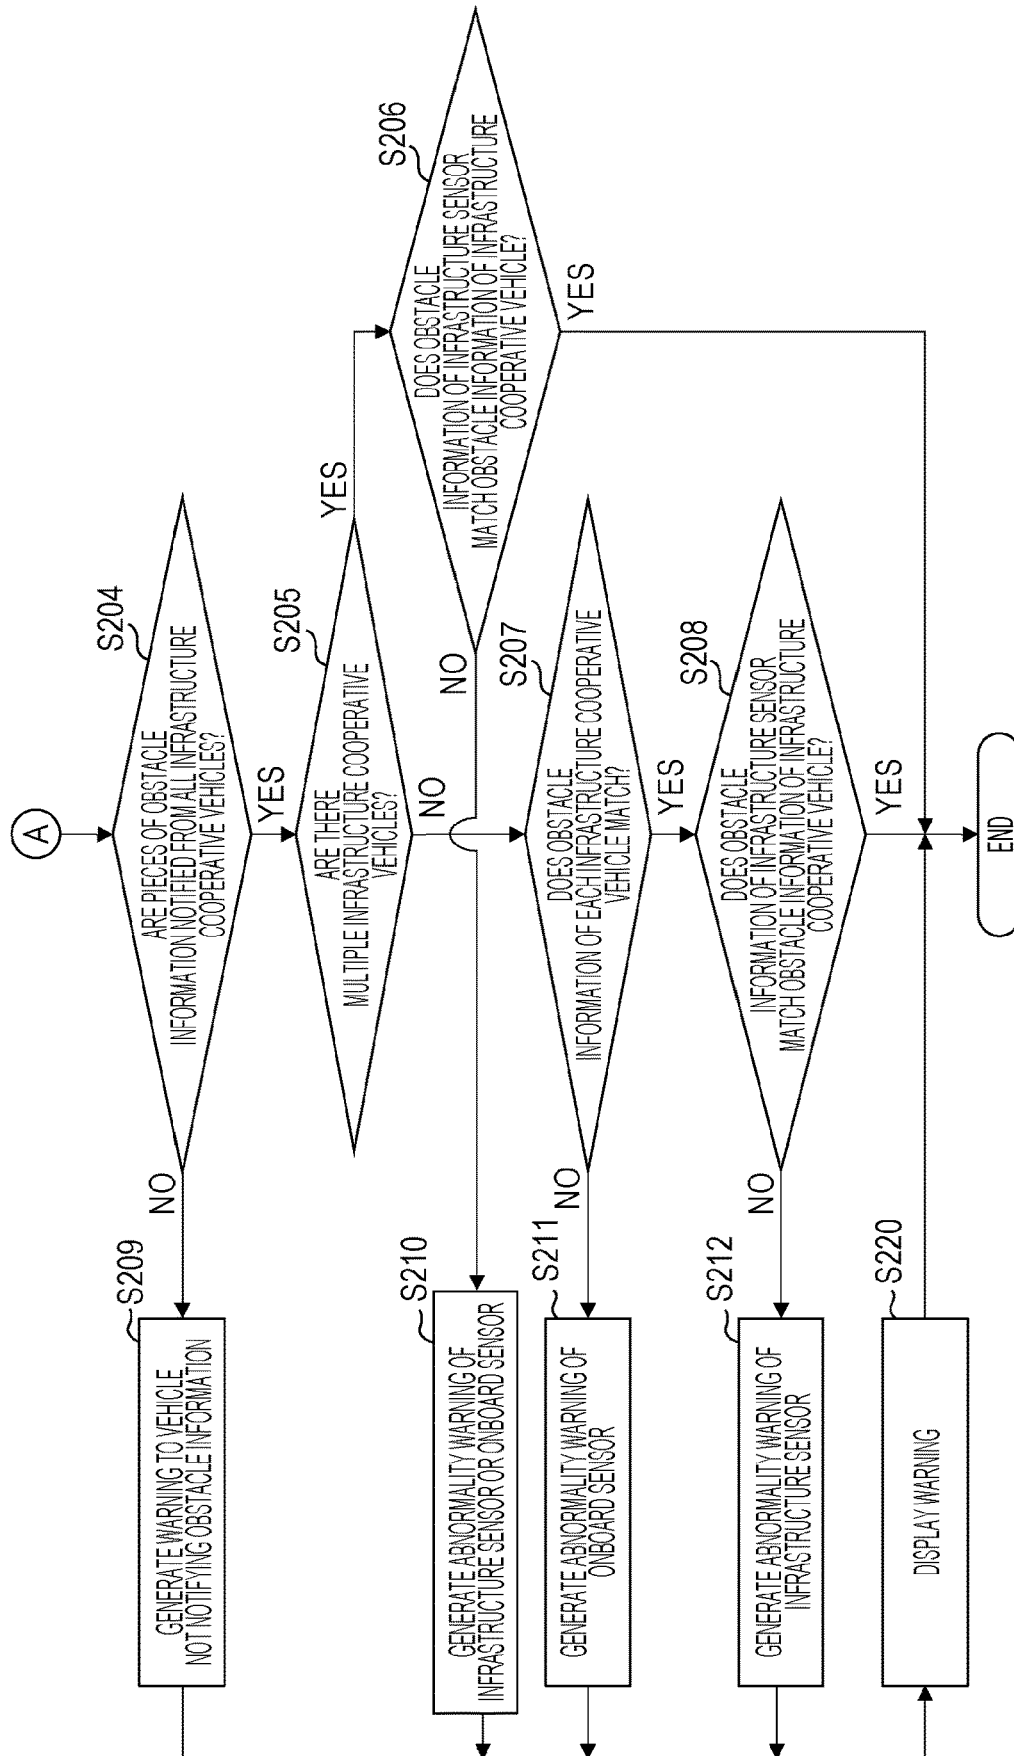 A
S204
ARE PIECES OF OBSTACLE
INFORMATION NOTIFIED FROM ALL INFRASTRUCTURE
COOPERATIVE VEHICLES?
NO
YES
S209
GENERATE WARNING TO VEHICLE
NOT NOTIFYING OBSTACLE INFORMATION
S205
ARE THERE
MULTIPLE INFRASTRUCTURE COOPERATIVE
VEHICLES?
YES
NO
S206
DOES OBSTACLE
INFORMATION OF INFRASTRUCTURE SENSOR
MATCH OBSTACLE INFORMATION OF INFRASTRUCTURE
COOPERATIVE VEHICLE?
NO
YES
S210
GENERATE ABNORMALITY WARNING OF
INFRASTRUCTURE SENSOR OR ONBOARD SENSOR
S207
DOES OBSTACLE
INFORMATION OF EACH INFRASTRUCTURE COOPERATIVE
VEHICLE MATCH?
NO
YES
S211
GENERATE ABNORMALITY WARNING OF
ONBOARD SENSOR
S208
DOES OBSTACLE
INFORMATION OF INFRASTRUCTURE SENSOR
MATCH OBSTACLE INFORMATION OF INFRASTRUCTURE
COOPERATIVE VEHICLE?
NO
YES
S212
GENERATE ABNORMALITY WARNING OF
INFRASTRUCTURE SENSOR
S220
DISPLAY WARNING
END